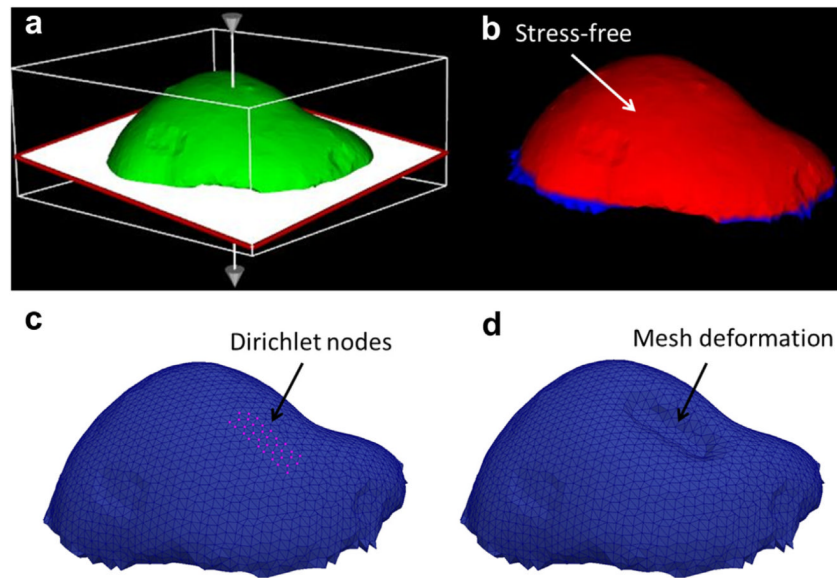 a
b
Stress-free
c
Dirichlet nodes
d
Mesh deformation